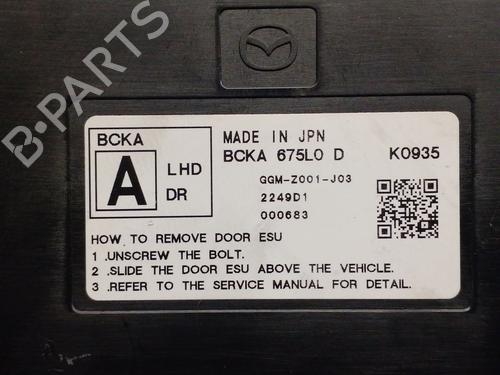 B-PARTS
BCKA
A
LHD
DR
MADE IN JPN
BCKA 675L0 D K0935
GGM-Z001-J03
2249D1
000683
HOW TO REMOVE DOOR ESU
1 .UNSCREW THE BOLT.
2 .SLIDE THE DOOR ESU ABOVE THE VEHICLE.
3 .REFER TO THE SERVICE MANUAL FOR DETAIL.